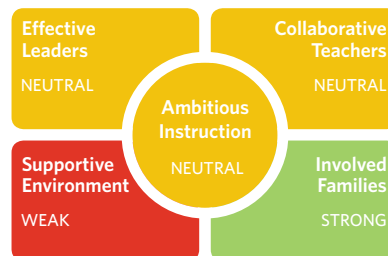 Effective
Leaders
NEUTRAL
Collaborative
Teachers
NEUTRAL
Ambitious
Instruction
NEUTRAL
Supportive
Environment
WEAK
Involved
Families
STRONG